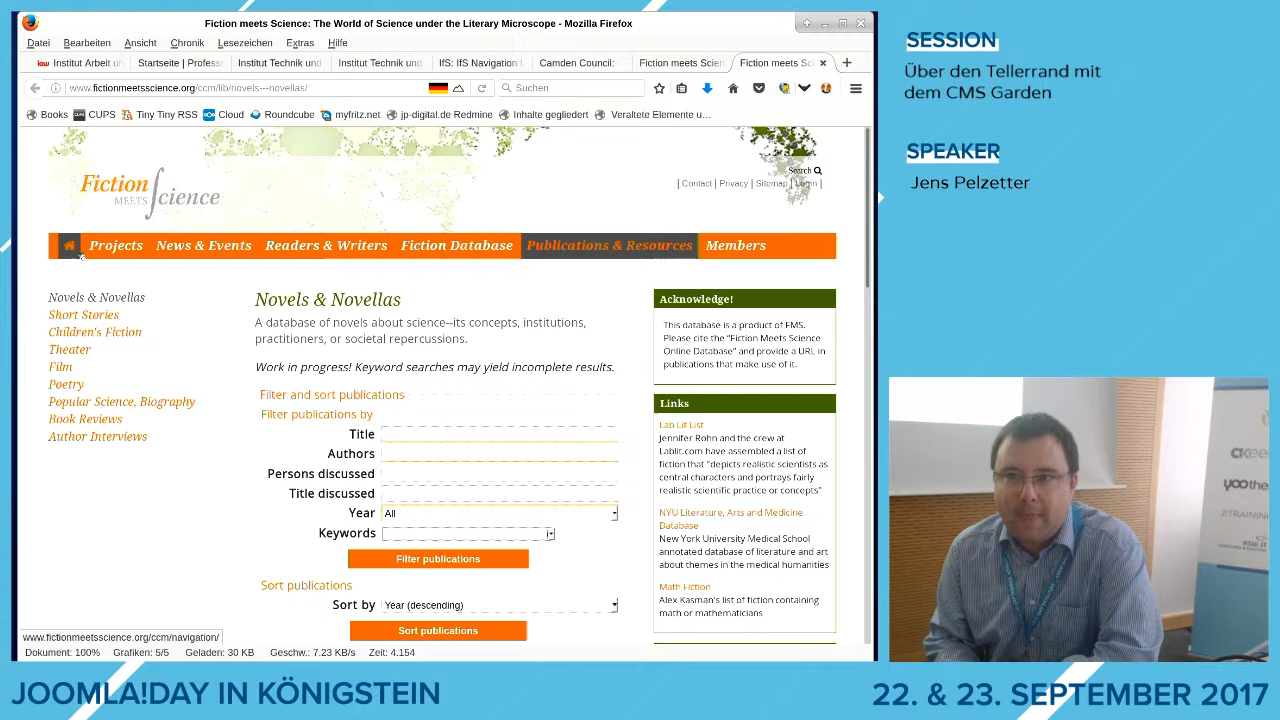 Fiction meets Science: The World of Science under the Literary Microscope - Mozilla Firefox
Datei Bearbeiten Ansicht Chronik Lesezeichen Extras Hilfe
Institut Arbeit un Startseite | Profess Institut Technik und Institut Technik und IfS: IfS Navigation I Camden Council: Fiction meets Scien Fiction meets Sci
www.fictionmeetsscience.org/ccm/lib/novels---novellas/ Suchen
Books CUPS Tiny Tiny RSS Cloud Roundcube myfritz.net jp-digital.de Redmine Inhalte gegliedert Veraltete Elemente u...
Search
Fiction
MEETS Science
| Contact | Privacy | Sitemap | Login |
Projects News & Events Readers & Writers Fiction Database Publications & Resources Members
Novels & Novellas
Short Stories
Children's Fiction
Theater
Film
Poetry
Popular Science, Biography
Book Reviews
Author Interviews
Novels & Novellas
A database of novels about science--its concepts, institutions,
practitioners, or societal repercussions.
Work in progress! Keyword searches may yield incomplete results.
Filter and sort publications
Filter publications by
Title
Authors
Persons discussed
Title discussed
Year All
Keywords
Filter publications
Sort publications
Sort by Year (descending)
Sort publications
Acknowledge!
This database is a product of FMS.
Please cite the "Fiction Meets Science
Online Database" and provide a URL in
publications that make use of it.
Links
Lab Lit List
Jennifer Rohn and the crew at
Lablit.com have assembled a list of
fiction that "depicts realistic scientists as
central characters and portrays fairly
realistic scientific practice or concepts"
NYU Literature, Arts and Medicine
Database
New York University Medical School
annotated database of literature and art
about themes in the medical humanities
Math Fiction
Alex Kasman's list of fiction containing
math or mathematicians
www.fictionmeetsscience.org/ccm/navigation/
Dokument: 100% Grafiken: 5/5 Geladen: 30 KB Geschw.: 7.23 KB/s Zeit: 4.154
SESSION
Über den Tellerrand mit
dem CMS Garden
SPEAKER
Jens Pelzetter
JOOMLA!DAY IN KÖNIGSTEIN
22. & 23. SEPTEMBER 2017